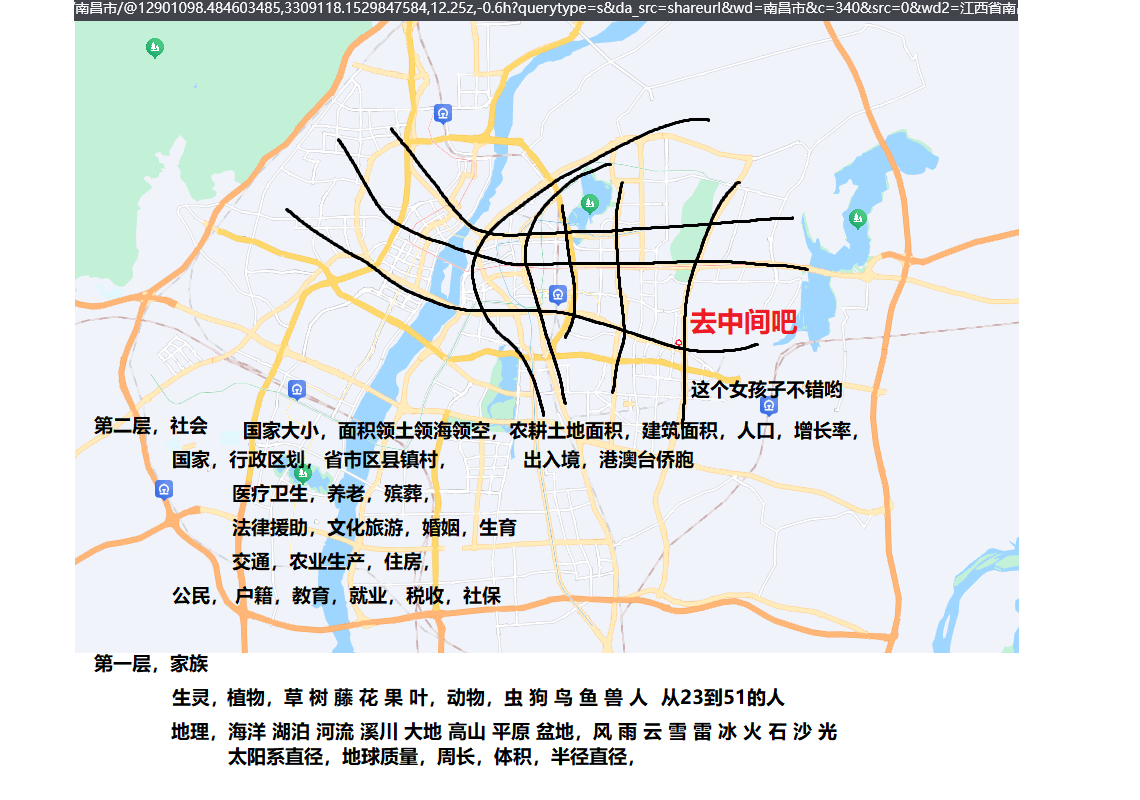 南昌市/@12901098.484603485,3309118.1529847584,12.25z,-0.6h?querytype=s&da_src=shareurl&wd=南昌市&c=340&src=0&wd2=江西省南
去中间吧
这个女孩子不错哟
第二层，社会 国家大小，面积领土领海领空，农耕土地面积，建筑面积，人口，增长率，
国家，行政区划，省市区县镇村， 出入境，港澳台侨胞
医疗卫生，养老，殡葬，
法律援助，文化旅游，婚姻，生育
交通，农业生产，住房，
公民， 户籍，教育，就业，税收，社保
第一层，家族
生灵，植物，草 树 藤 花 果 叶，动物，虫 狗 鸟 鱼 兽 人 从23到51的人
地理，海洋 湖泊 河流 溪川 大地 高山 平原 盆地，风 雨 云 雪 雷 冰 火 石 沙 光
太阳系直径，地球质量，周长，体积，半径直径，